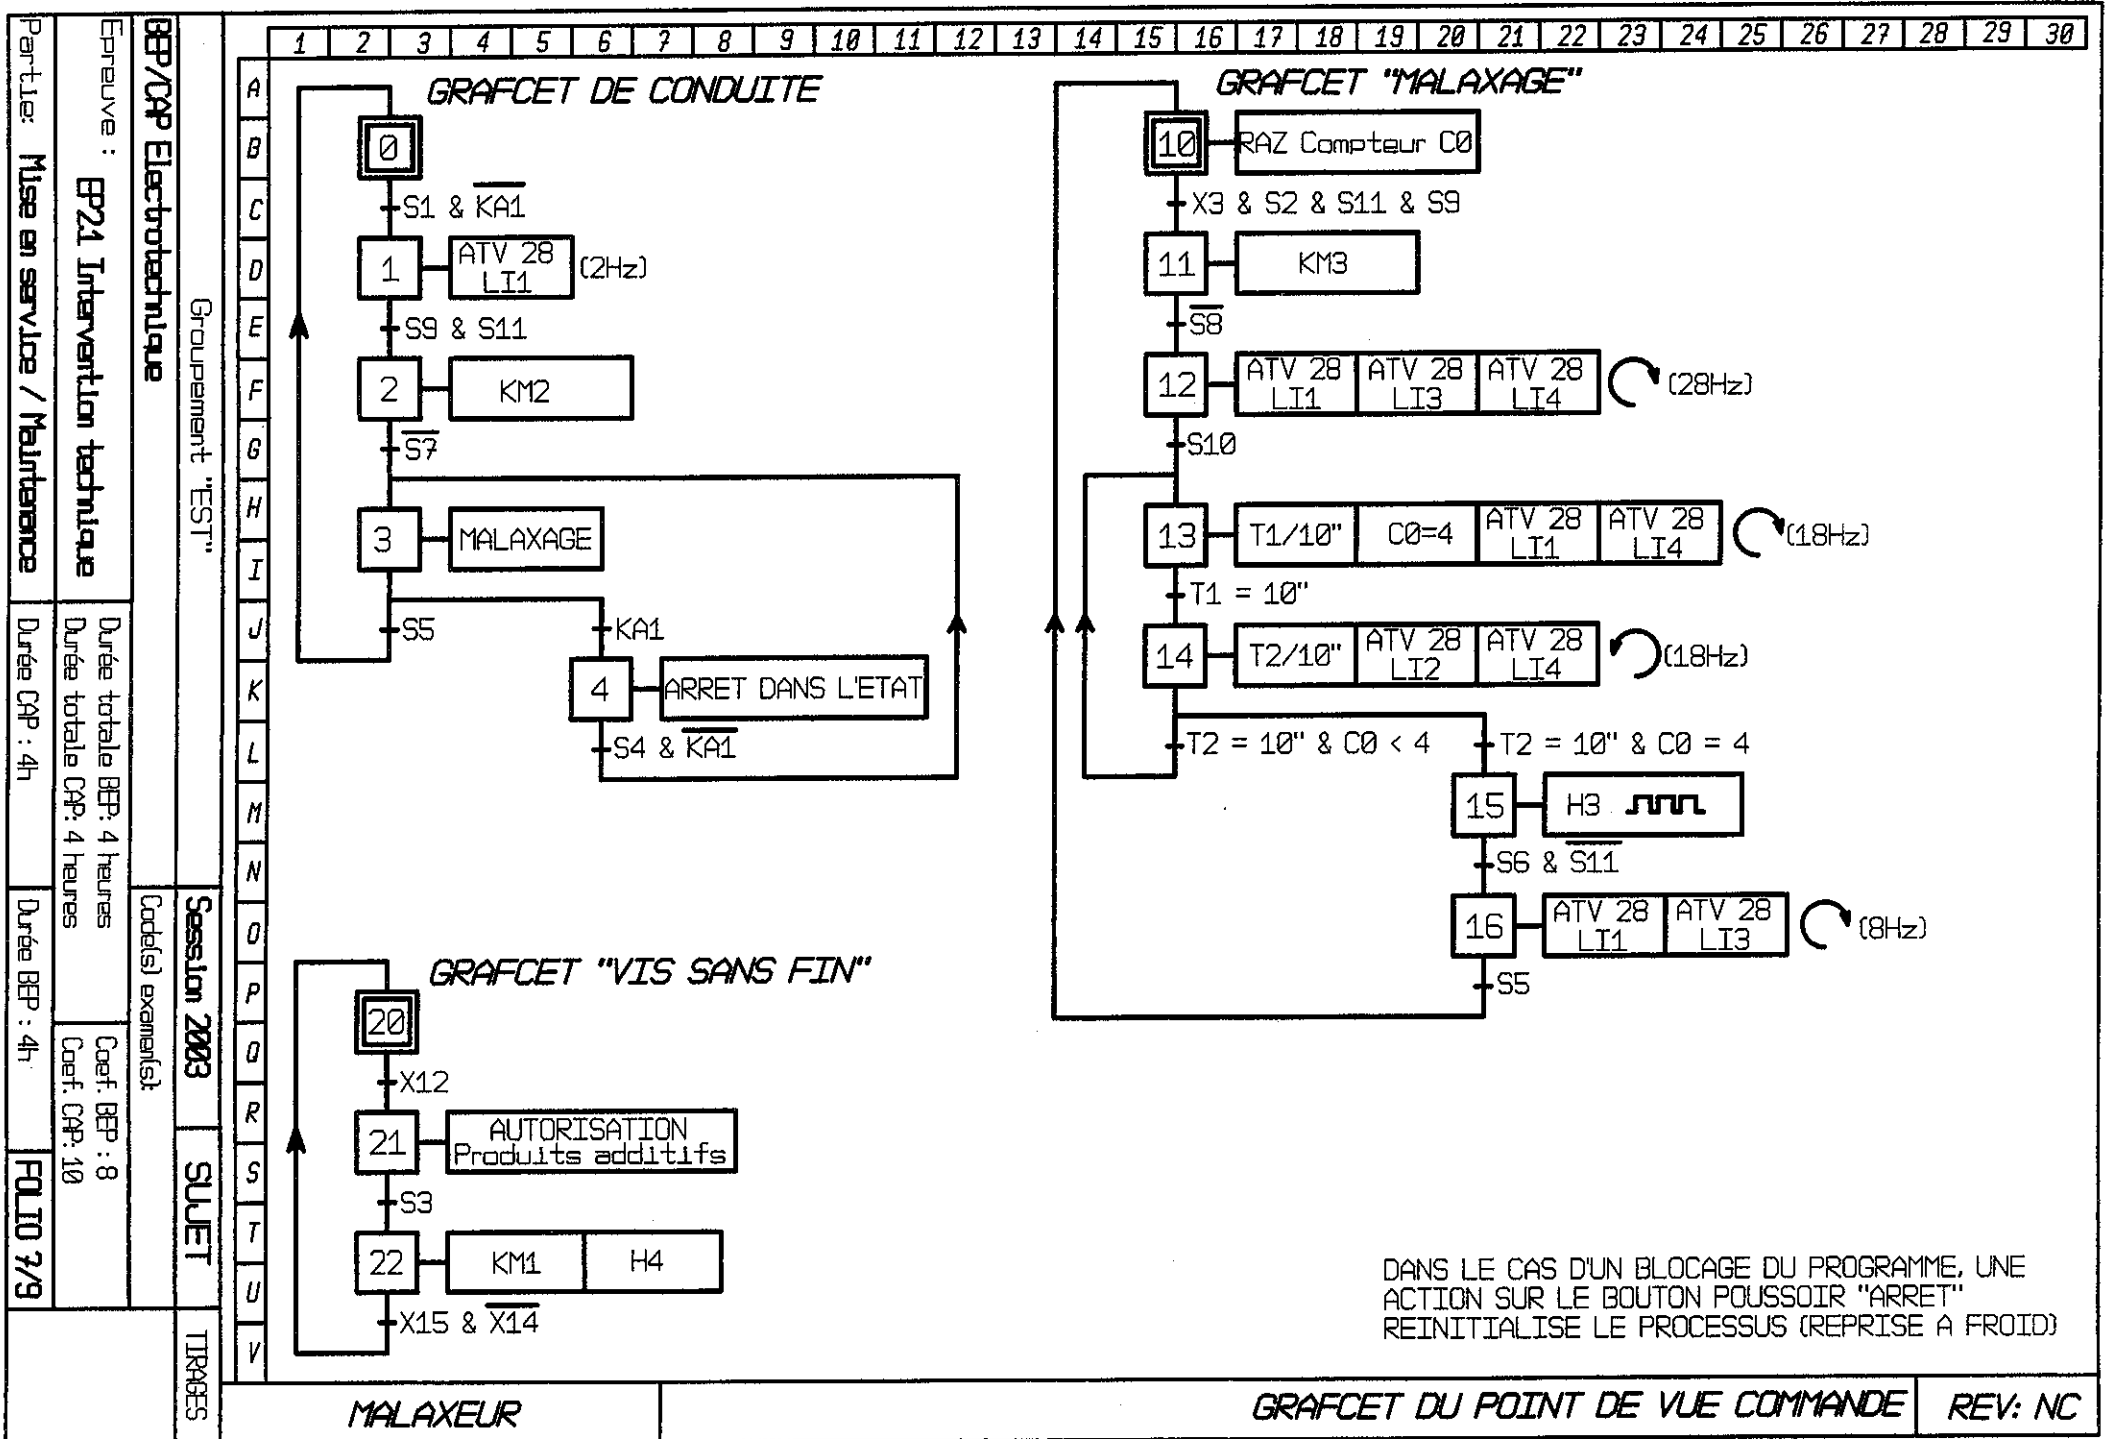 1 2 3 4 5 6 7 8 9 10 11 12 13 14 15 16 17 18 19 20 21 22 23 24 25 26 27 28 29 30
A
B
C
D
E
F
G
H
I
J
K
L
M
N
O
P
Q
R
S
T
U
V
GRAFCET DE CONDUITE
0
S1 & K̅A̅1̅
1
ATV 28
LI1
(2Hz)
S9 & S11
2
KM2
S̅7̅
3
MALAXAGE
S5
KA1
4
ARRET DANS L'ETAT
S4 & K̅A̅1̅
GRAFCET "MALAXAGE"
10
RAZ Compteur C0
X3 & S2 & S11 & S9
11
KM3
S̅8̅
12
ATV 28
LI1
ATV 28
LI3
ATV 28
LI4
(28Hz)
S10
13
T1/10"
C0=4
ATV 28
LI1
ATV 28
LI4
(18Hz)
T1 = 10"
14
T2/10"
ATV 28
LI2
ATV 28
LI4
(18Hz)
T2 = 10" & C0 < 4
T2 = 10" & C0 = 4
15
H3
S6 & S̅1̅1̅
16
ATV 28
LI1
ATV 28
LI3
(8Hz)
S5
GRAFCET "VIS SANS FIN"
20
X12
21
AUTORISATION
Produits additifs
S3
22
KM1
H4
X15 & X̅1̅4̅
DANS LE CAS D'UN BLOCAGE DU PROGRAMME, UNE
ACTION SUR LE BOUTON POUSSOIR "ARRET"
REINITIALISE LE PROCESSUS (REPRISE A FROID)
MALAXEUR
GRAFCET DU POINT DE VUE COMMANDE
REV: NC
Groupement "EST"
Session 2003
SUJET
TIRAGES
BEP/CAP Electrotechnique
Code(s) examen(s):
Epreuve :
EP2.1 Intervention technique
Durée totale BEP: 4 heures
Durée totale CAP: 4 heures
Coef. BEP : 8
Coef. CAP: 10
Partie: Mise en service / Maintenance
Durée CAP : 4h
Durée BEP : 4h
FOLIO 7/9